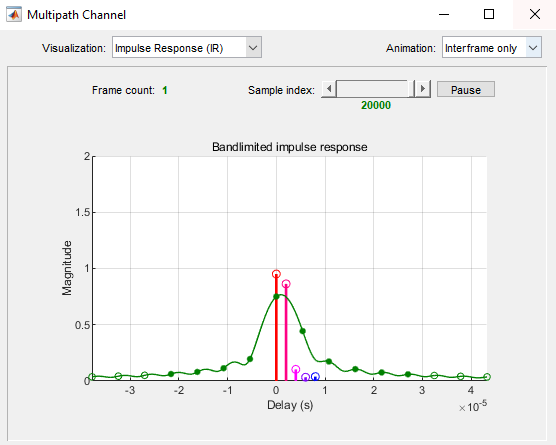 Multipath Channel
Visualization: Impulse Response (IR) Animation: Interframe only
Frame count: 1 Sample index: Pause
20000
Bandlimited impulse response
2
1.5
1
0.5
0
Magnitude
-3 -2 -1 0 1 2 3 4
Delay (s) ×10⁻⁵